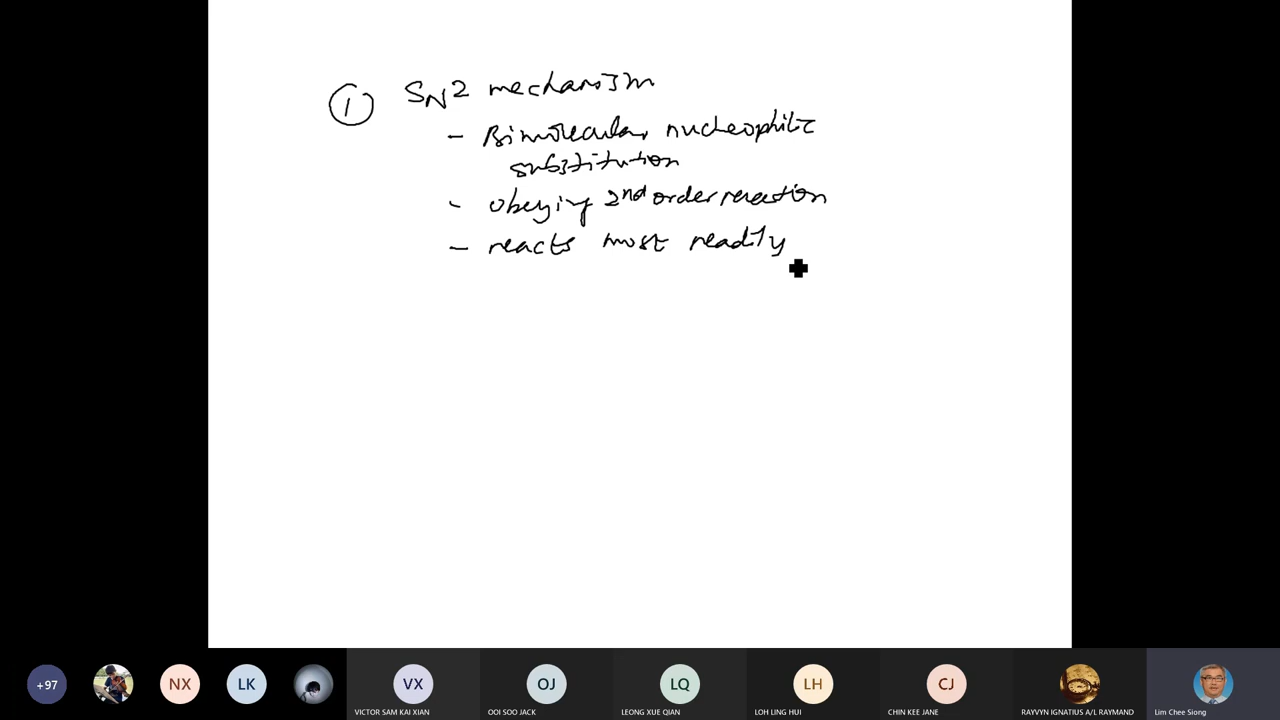 ① SN2 mechanism
- Bimolecular nucleophilic
substitution
- obeying 2nd order reaction
- reacts most readily
+97
NX
LK
VX
OJ
LQ
LH
CJ
VICTOR SAM KAI XIAN
OOI SOO JACK
LEONG XUE QIAN
LOH LING HUI
CHIN KEE JANE
RAYVYN IGNATIUS A/L RAYMAND
Lim Chee Siong